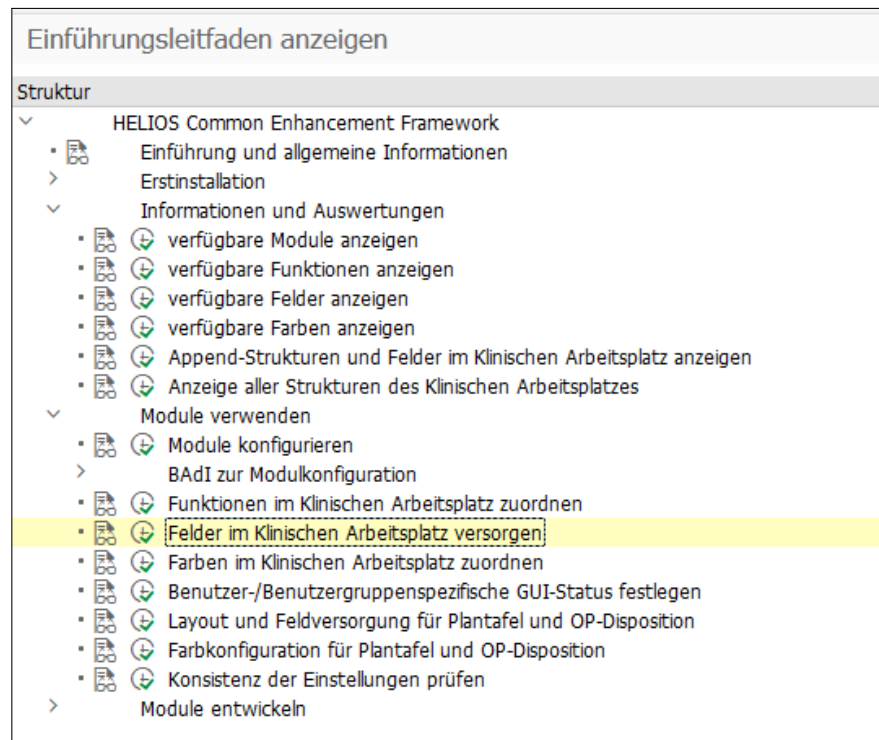 Einführungsleitfaden anzeigen
Struktur
HELIOS Common Enhancement Framework
Einführung und allgemeine Informationen
Erstinstallation
Informationen und Auswertungen
verfügbare Module anzeigen
verfügbare Funktionen anzeigen
verfügbare Felder anzeigen
verfügbare Farben anzeigen
Append-Strukturen und Felder im Klinischen Arbeitsplatz anzeigen
Anzeige aller Strukturen des Klinischen Arbeitsplatzes
Module verwenden
Module konfigurieren
BAdI zur Modulkonfiguration
Funktionen im Klinischen Arbeitsplatz zuordnen
Felder im Klinischen Arbeitsplatz versorgen
Farben im Klinischen Arbeitsplatz zuordnen
Benutzer-/Benutzergruppenspezifische GUI-Status festlegen
Layout und Feldversorgung für Plantafel und OP-Disposition
Farbkonfiguration für Plantafel und OP-Disposition
Konsistenz der Einstellungen prüfen
Module entwickeln